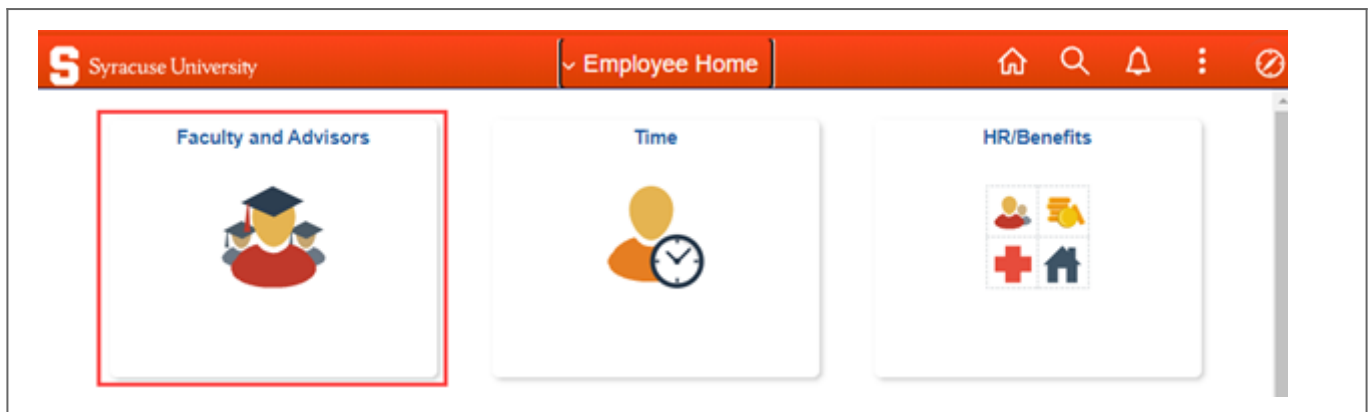 S Syracuse University
Employee Home
Faculty and Advisors
Time
HR/Benefits